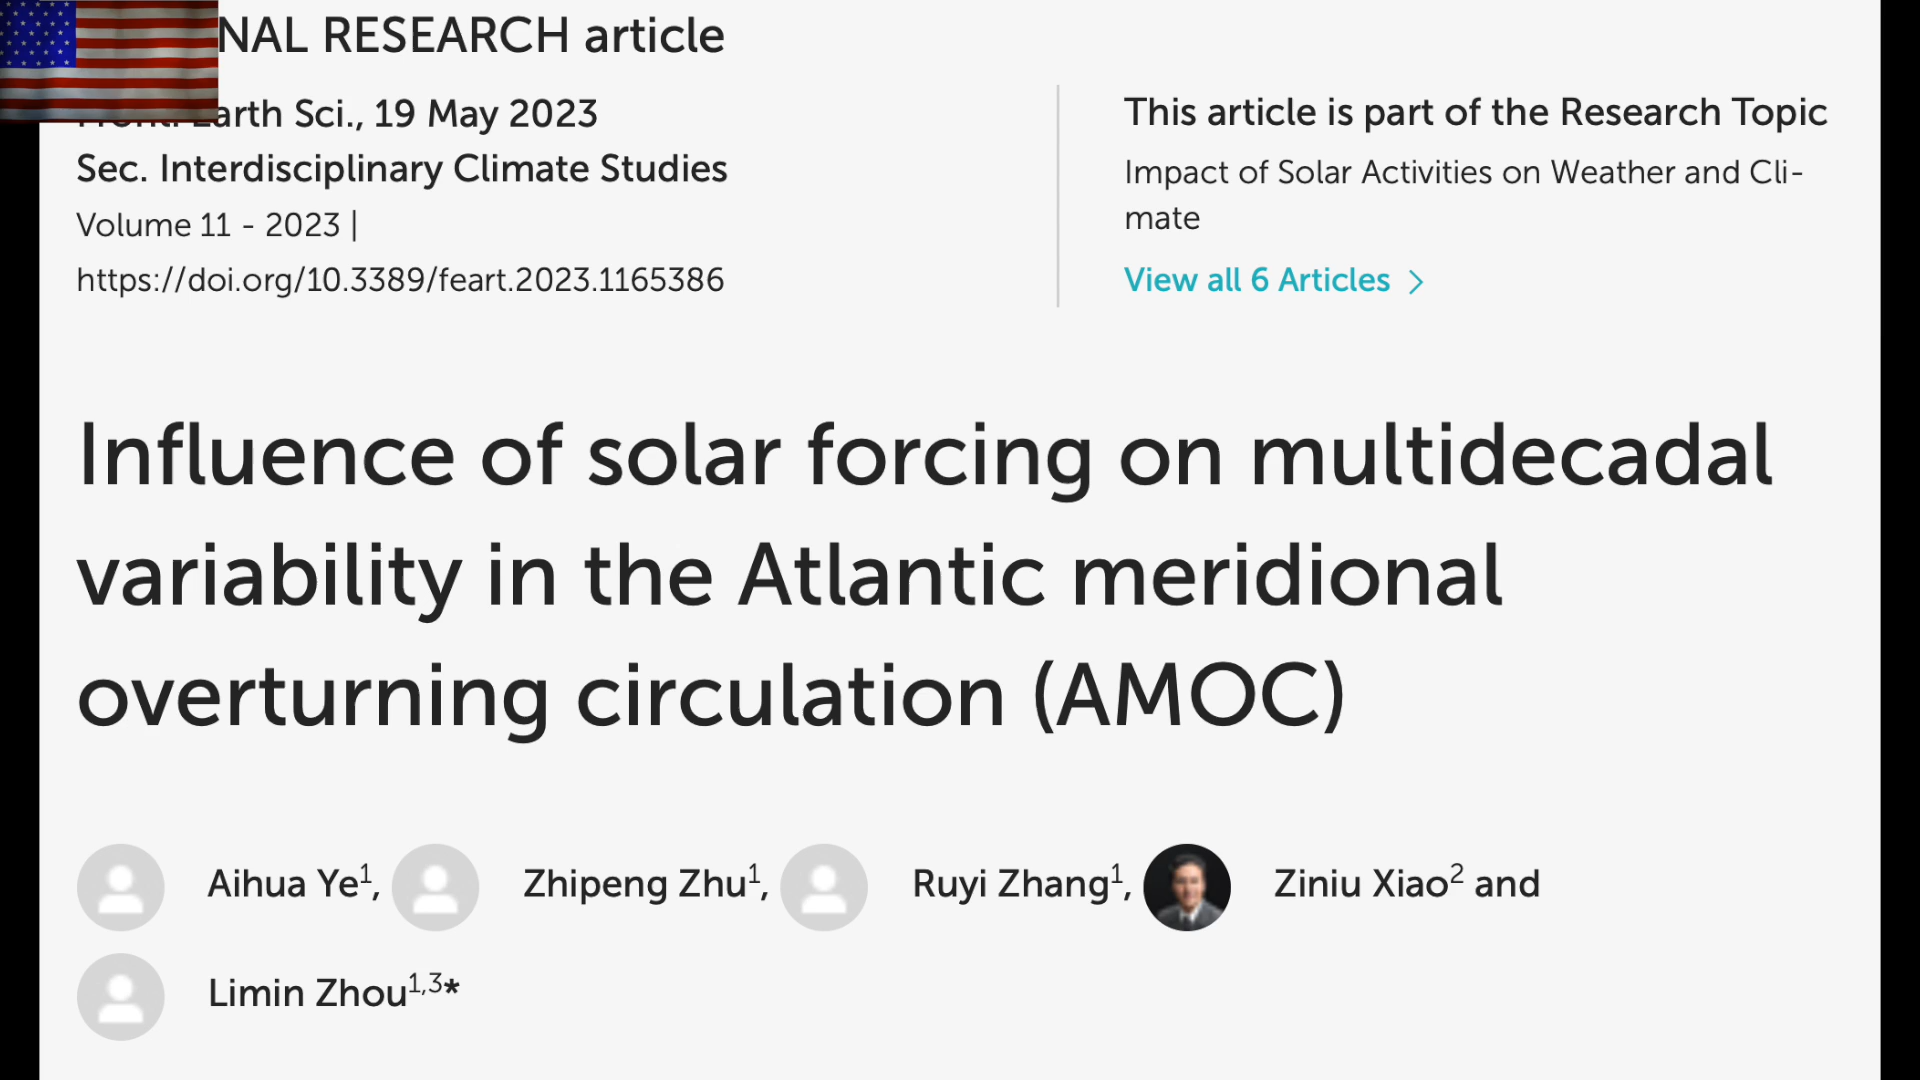 NAL RESEARCH article
arth Sci., 19 May 2023
Sec. Interdisciplinary Climate Studies
Volume 11 - 2023 |
https://doi.org/10.3389/feart.2023.1165386
This article is part of the Research Topic
Impact of Solar Activities on Weather and Cli-
mate
View all 6 Articles >
Influence of solar forcing on multidecadal
variability in the Atlantic meridional
overturning circulation (AMOC)
Aihua Ye1, Zhipeng Zhu1, Ruyi Zhang1, Ziniu Xiao2 and
Limin Zhou1,3*